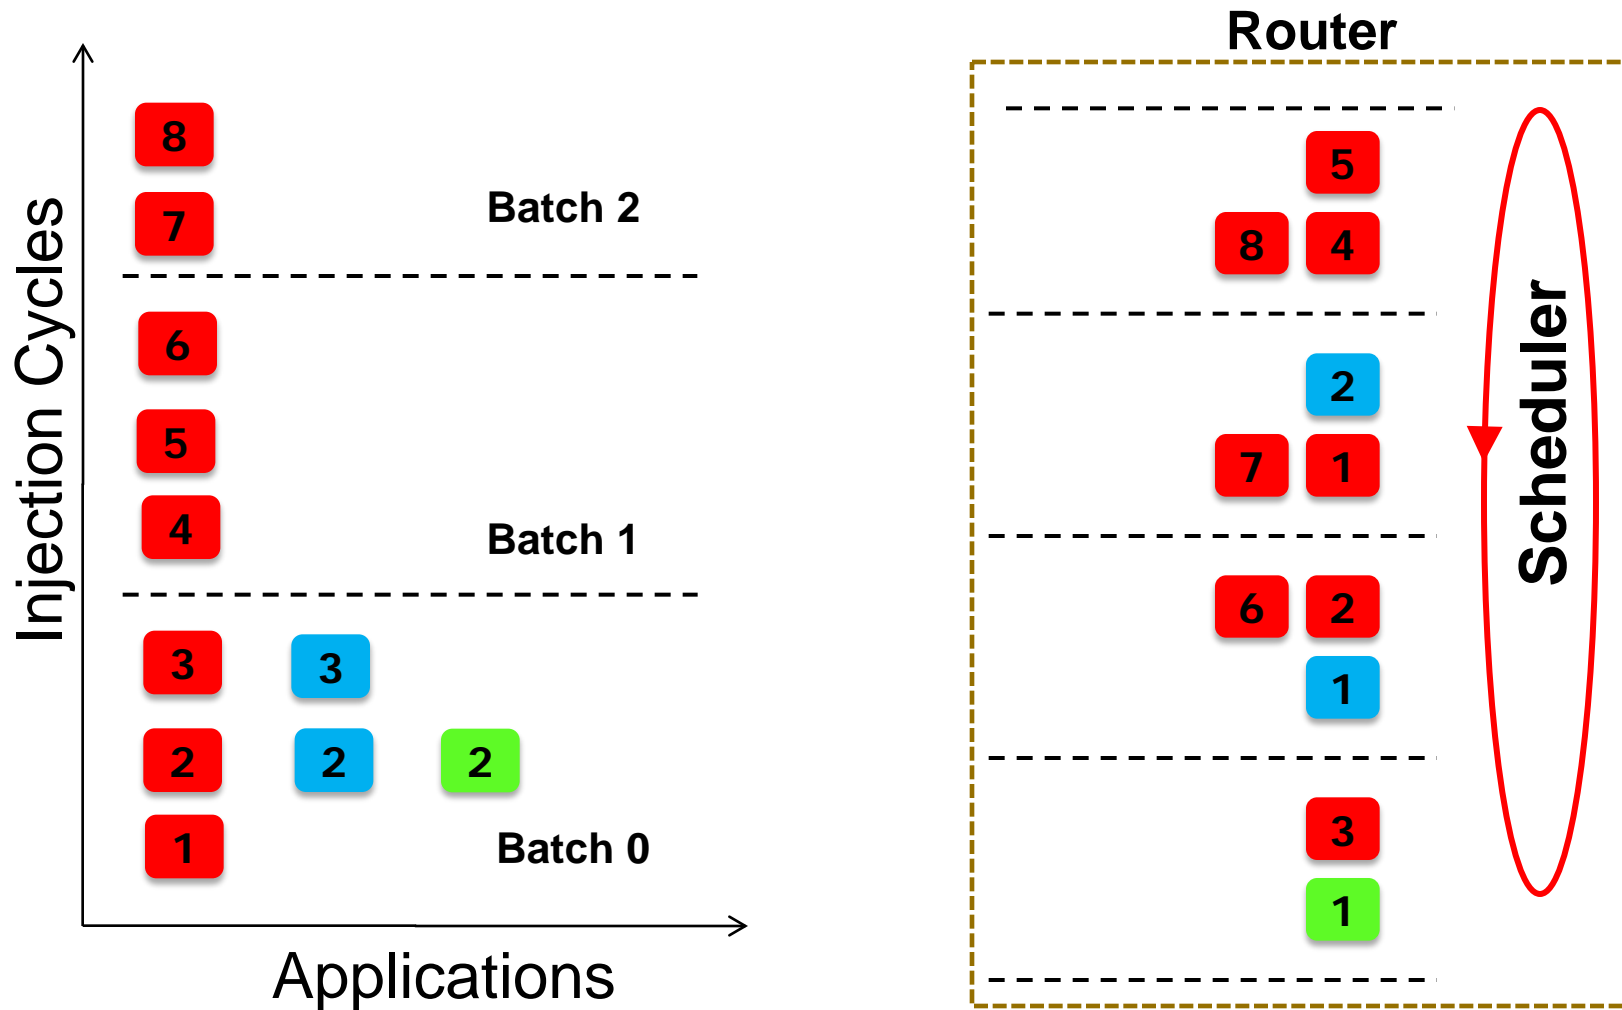 Router
Injection Cycles
8
7
Batch 2
6
5
4
Batch 1
3 3
2 2 2
1
Batch 0
Applications
5
8 4
2
7 1
6 2
1
3
1
Scheduler